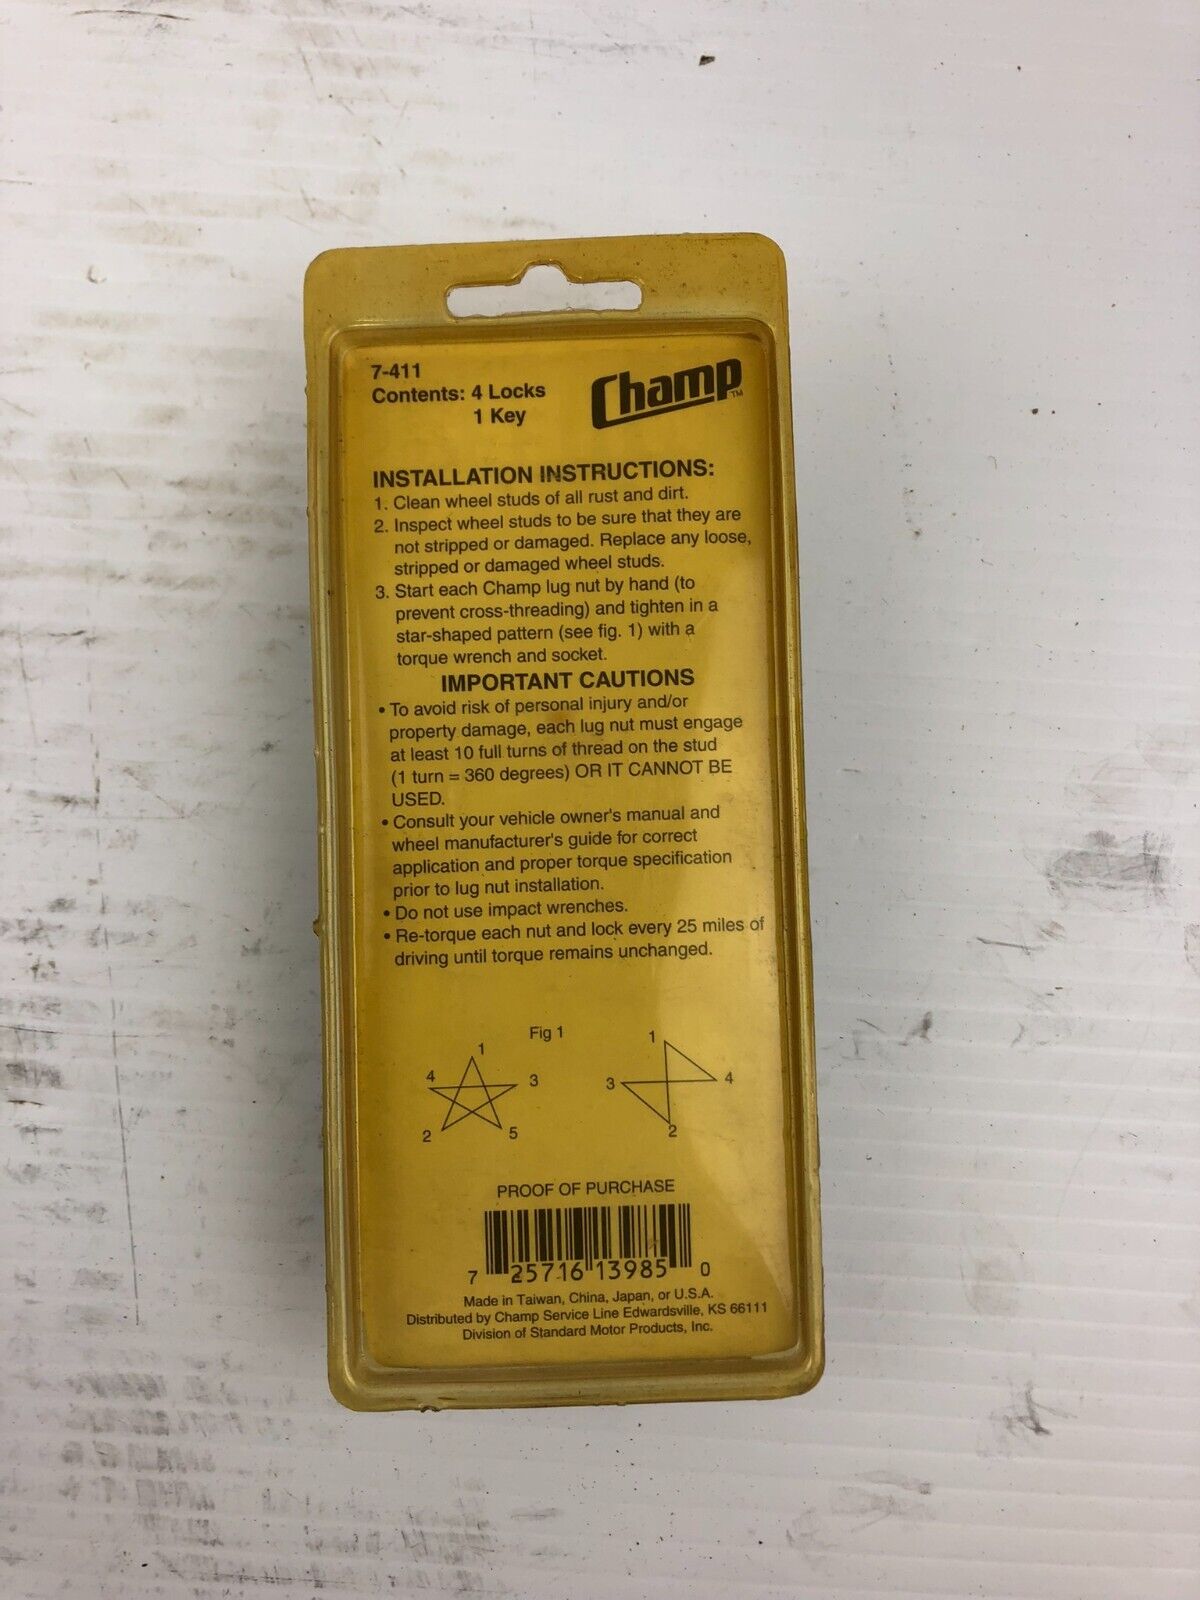 7-411
Contents: 4 Locks
1 Key
Champ™
INSTALLATION INSTRUCTIONS:
1. Clean wheel studs of all rust and dirt.
2. Inspect wheel studs to be sure that they are
not stripped or damaged. Replace any loose,
stripped or damaged wheel studs.
3. Start each Champ lug nut by hand (to
prevent cross-threading) and tighten in a
star-shaped pattern (see fig. 1) with a
torque wrench and socket.
IMPORTANT CAUTIONS
• To avoid risk of personal injury and/or
property damage, each lug nut must engage
at least 10 full turns of thread on the stud
(1 turn = 360 degrees) OR IT CANNOT BE
USED.
• Consult your vehicle owner's manual and
wheel manufacturer's guide for correct
application and proper torque specification
prior to lug nut installation.
• Do not use impact wrenches.
• Re-torque each nut and lock every 25 miles of
driving until torque remains unchanged.
Fig 1
1
4 3
2 5
1
3 4
2
PROOF OF PURCHASE
7 25716 13985 0
Made in Taiwan, China, Japan, or U.S.A.
Distributed by Champ Service Line Edwardsville, KS 66111
Division of Standard Motor Products, Inc.